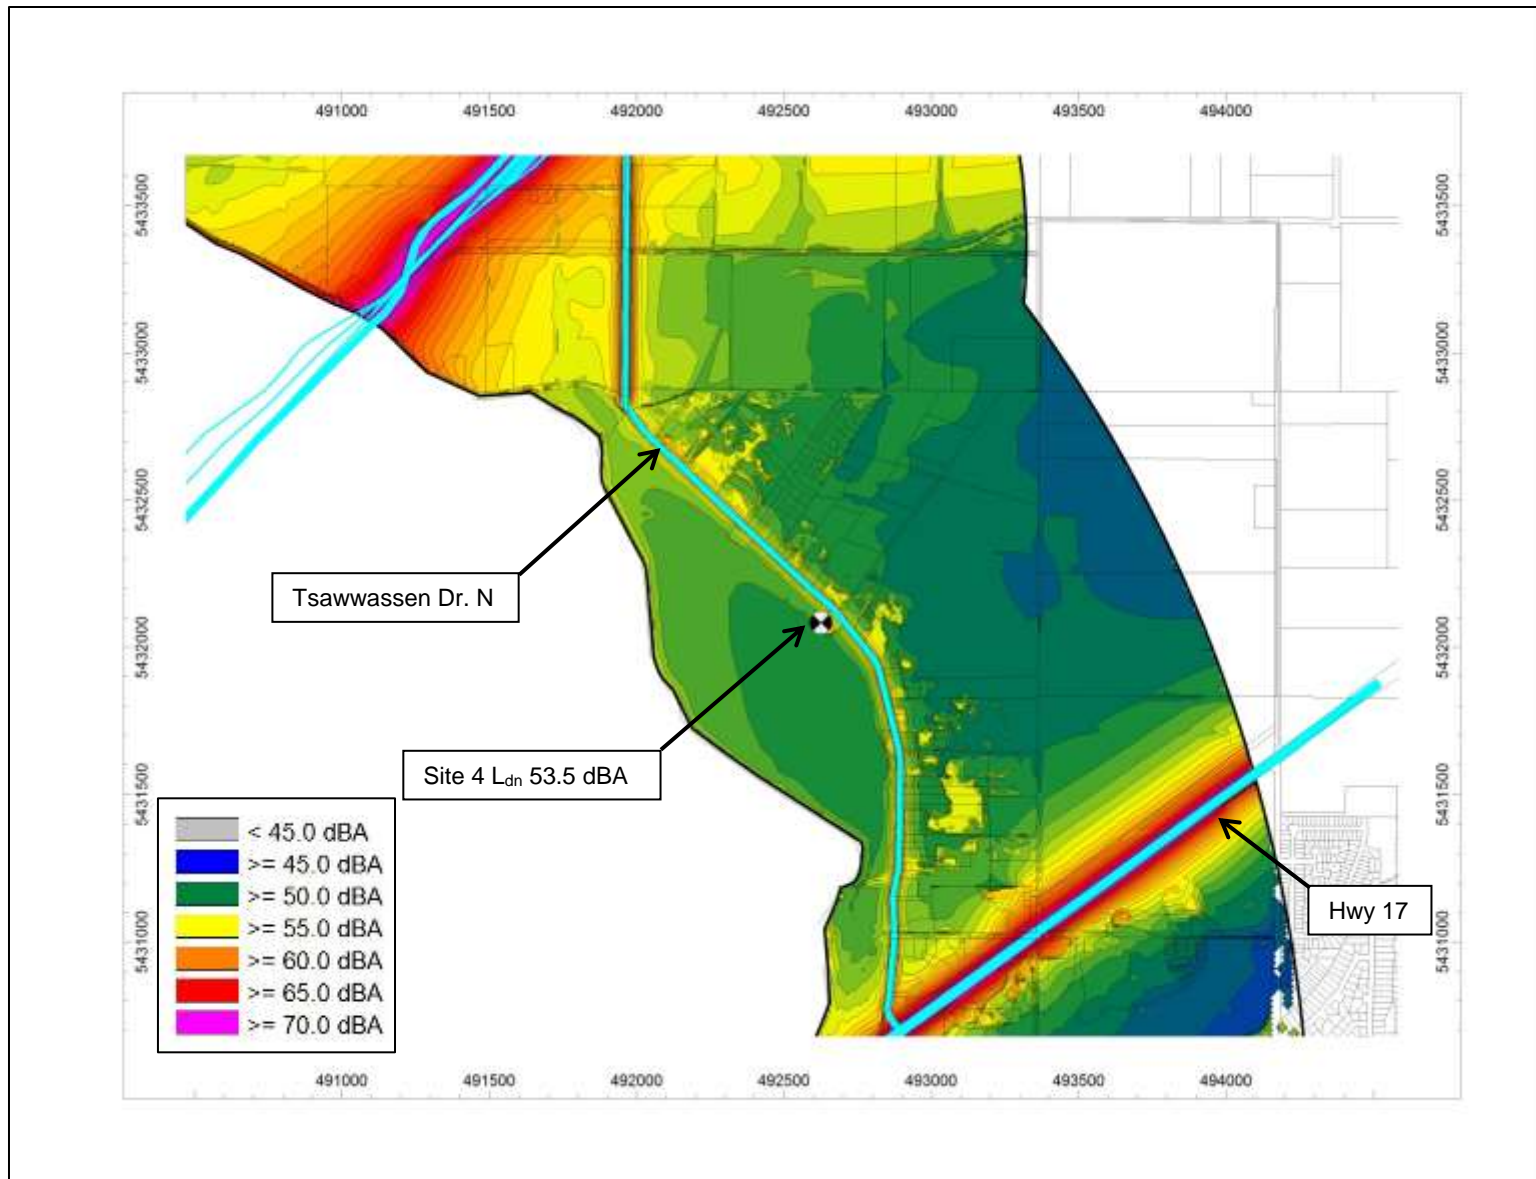 491000 491500 492000 492500 493000 493500 494000
5433500 5433500
5433000 5433000
5432500 5432500
Tsawwassen Dr. N
5432000 5432000
Site 4 Ldn 53.5 dBA
5431500 5431500
< 45.0 dBA
>= 45.0 dBA
>= 50.0 dBA
>= 55.0 dBA
>= 60.0 dBA
>= 65.0 dBA
>= 70.0 dBA
Hwy 17
5431000 5431000
491000 491500 492000 492500 493000 493500 494000